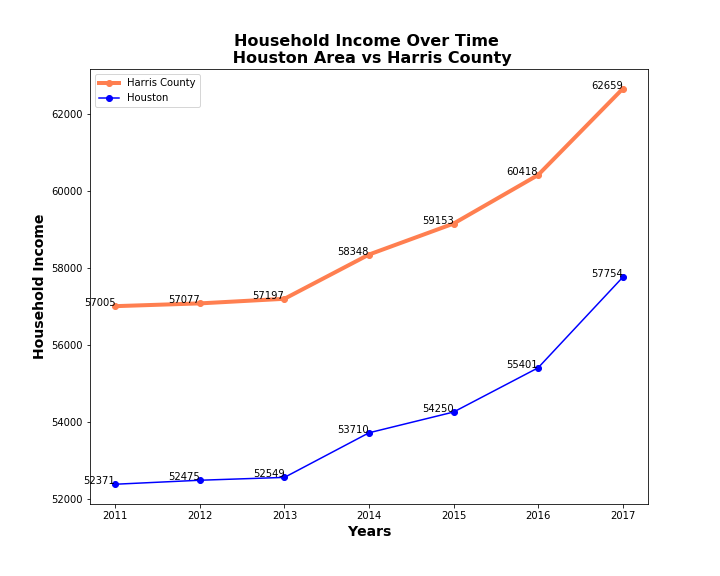 Household Income Over Time
Houston Area vs Harris County
Harris County
Houston
Household Income
62000
60000
58000
56000
54000
52000
57005
57077
57197
58348
59153
60418
62659
52371
52475
52549
53710
54250
55401
57754
2011 2012 2013 2014 2015 2016 2017
Years